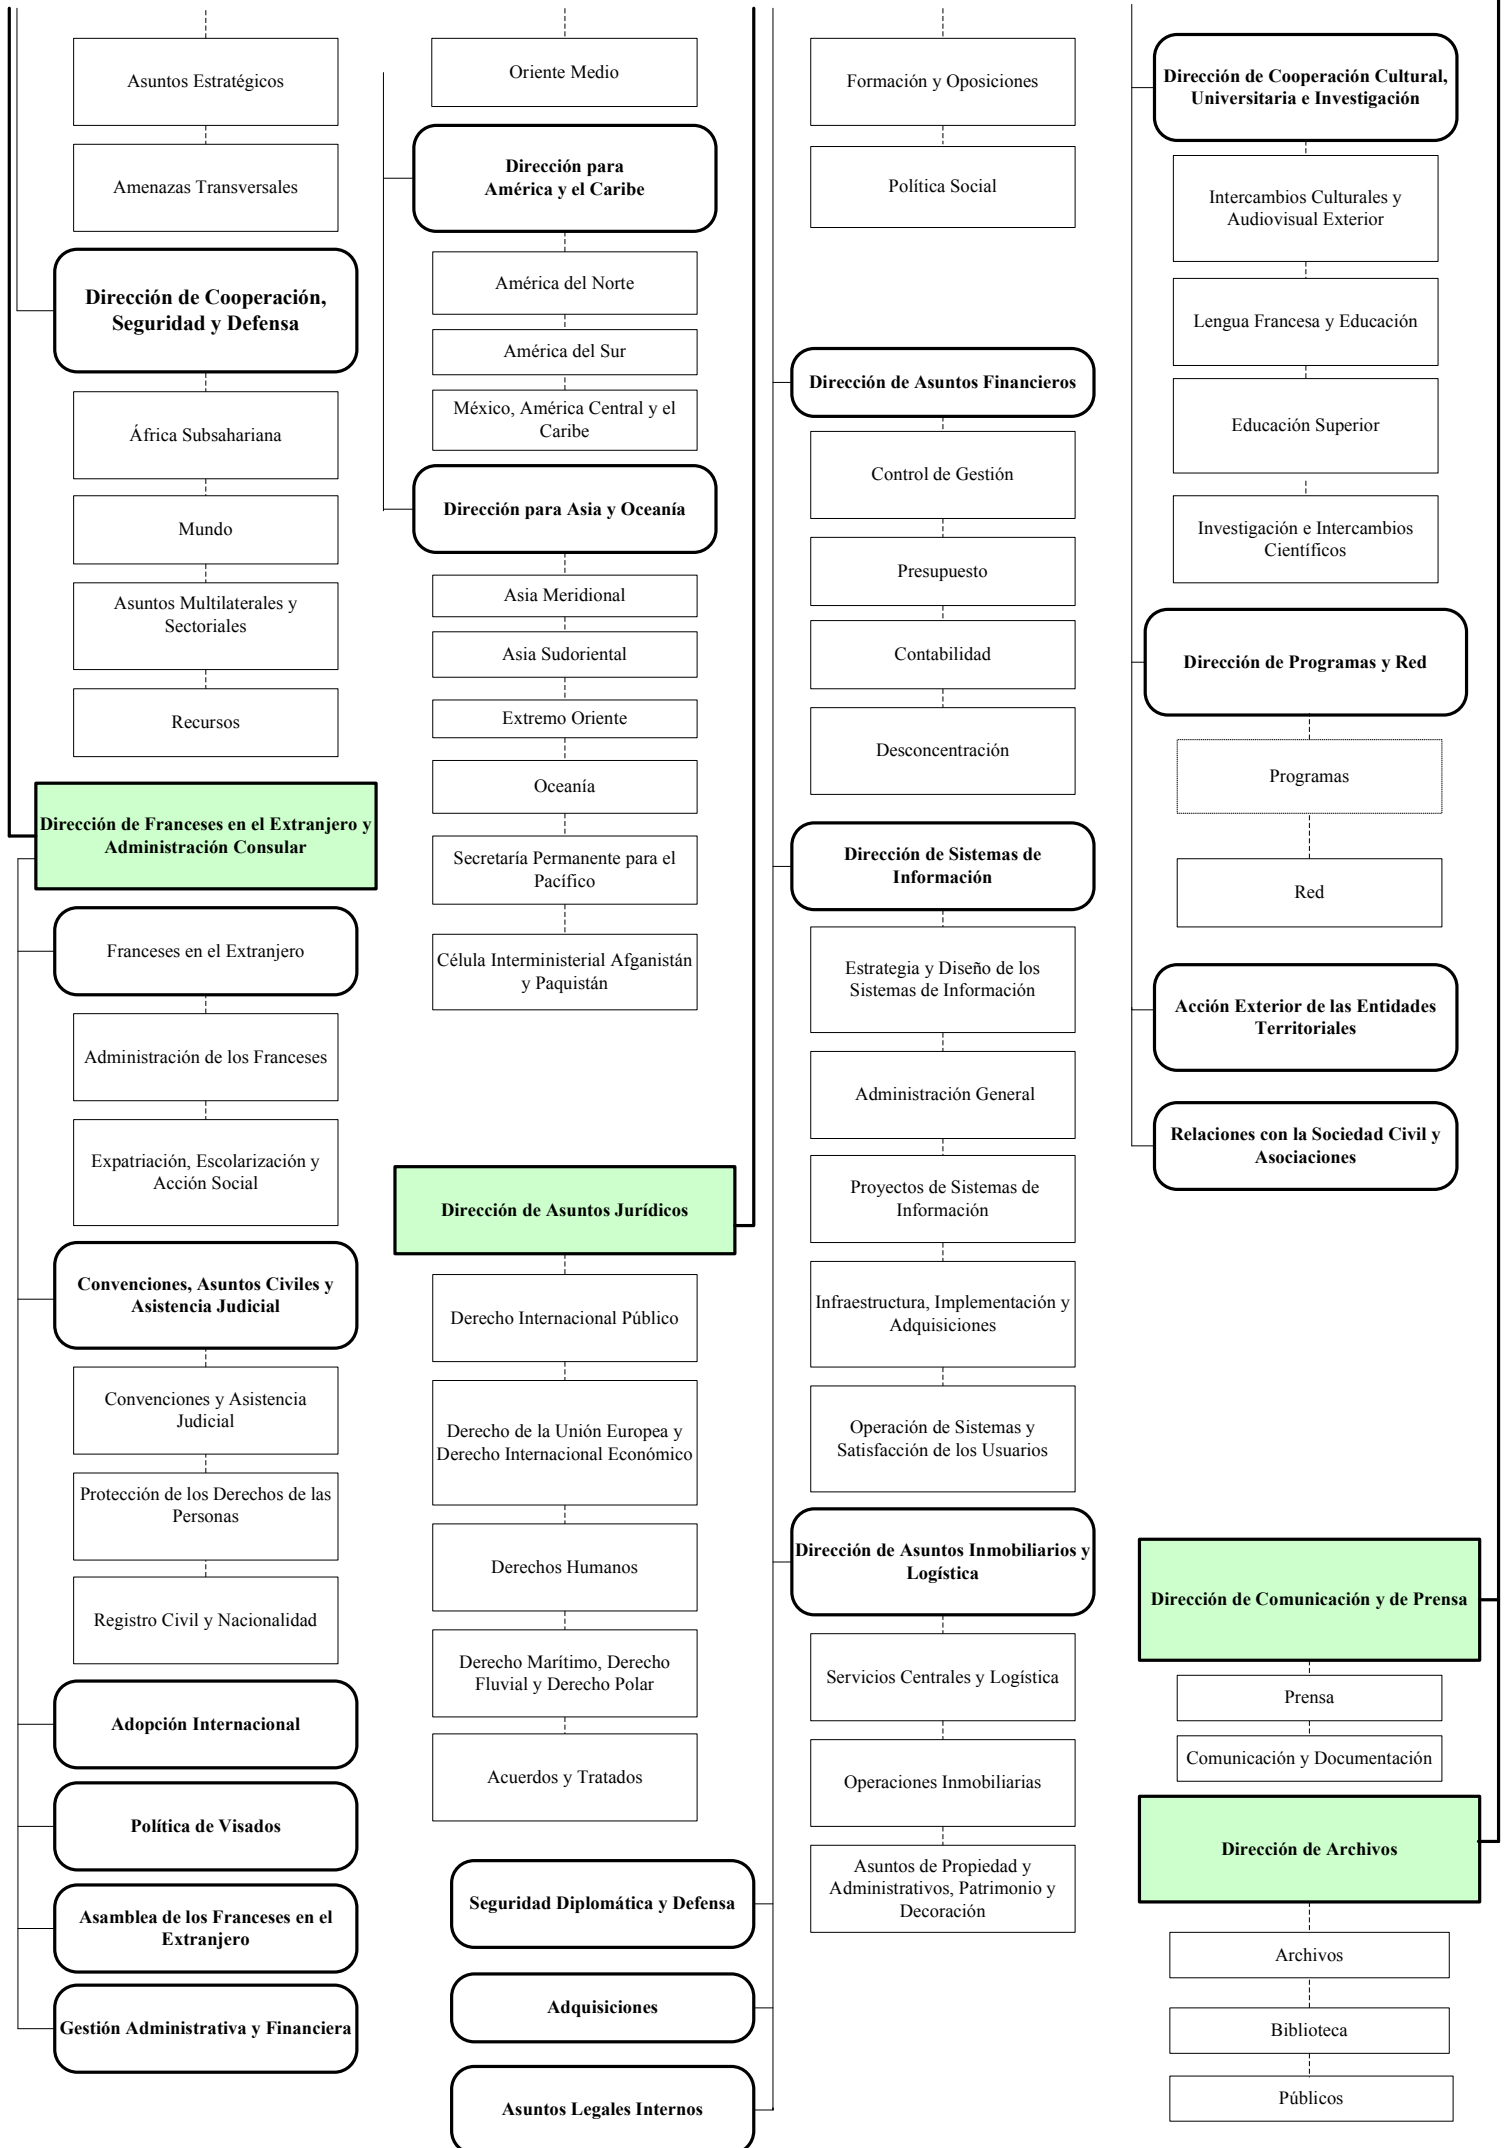 Asuntos Estratégicos
Amenazas Transversales
Dirección de Cooperación,
Seguridad y Defensa
África Subsahariana
Mundo
Asuntos Multilaterales y
Sectoriales
Recursos
Dirección de Franceses en el Extranjero y
Administración Consular
Franceses en el Extranjero
Administración de los Franceses
Expatriación, Escolarización y
Acción Social
Convenciones, Asuntos Civiles y
Asistencia Judicial
Convenciones y Asistencia
Judicial
Protección de los Derechos de las
Personas
Registro Civil y Nacionalidad
Adopción Internacional
Política de Visados
Asamblea de los Franceses en el
Extranjero
Gestión Administrativa y Financiera
Oriente Medio
Dirección para
América y el Caribe
América del Norte
América del Sur
México, América Central y el
Caribe
Dirección para Asia y Oceanía
Asia Meridional
Asia Sudoriental
Extremo Oriente
Oceanía
Secretaría Permanente para el
Pacífico
Célula Interministerial Afganistán
y Paquistán
Dirección de Asuntos Jurídicos
Derecho Internacional Público
Derecho de la Unión Europea y
Derecho Internacional Económico
Derechos Humanos
Derecho Marítimo, Derecho
Fluvial y Derecho Polar
Acuerdos y Tratados
Seguridad Diplomática y Defensa
Adquisiciones
Asuntos Legales Internos
Formación y Oposiciones
Política Social
Dirección de Asuntos Financieros
Control de Gestión
Presupuesto
Contabilidad
Desconcentración
Dirección de Sistemas de
Información
Estrategia y Diseño de los
Sistemas de Información
Administración General
Proyectos de Sistemas de
Información
Infraestructura, Implementación y
Adquisiciones
Operación de Sistemas y
Satisfacción de los Usuarios
Dirección de Asuntos Inmobiliarios y
Logística
Servicios Centrales y Logística
Operaciones Inmobiliarias
Asuntos de Propiedad y
Administrativos, Patrimonio y
Decoración
Dirección de Cooperación Cultural,
Universitaria e Investigación
Intercambios Culturales y
Audiovisual Exterior
Lengua Francesa y Educación
Educación Superior
Investigación e Intercambios
Científicos
Dirección de Programas y Red
Programas
Red
Acción Exterior de las Entidades
Territoriales
Relaciones con la Sociedad Civil y
Asociaciones
Dirección de Comunicación y de Prensa
Prensa
Comunicación y Documentación
Dirección de Archivos
Archivos
Biblioteca
Públicos